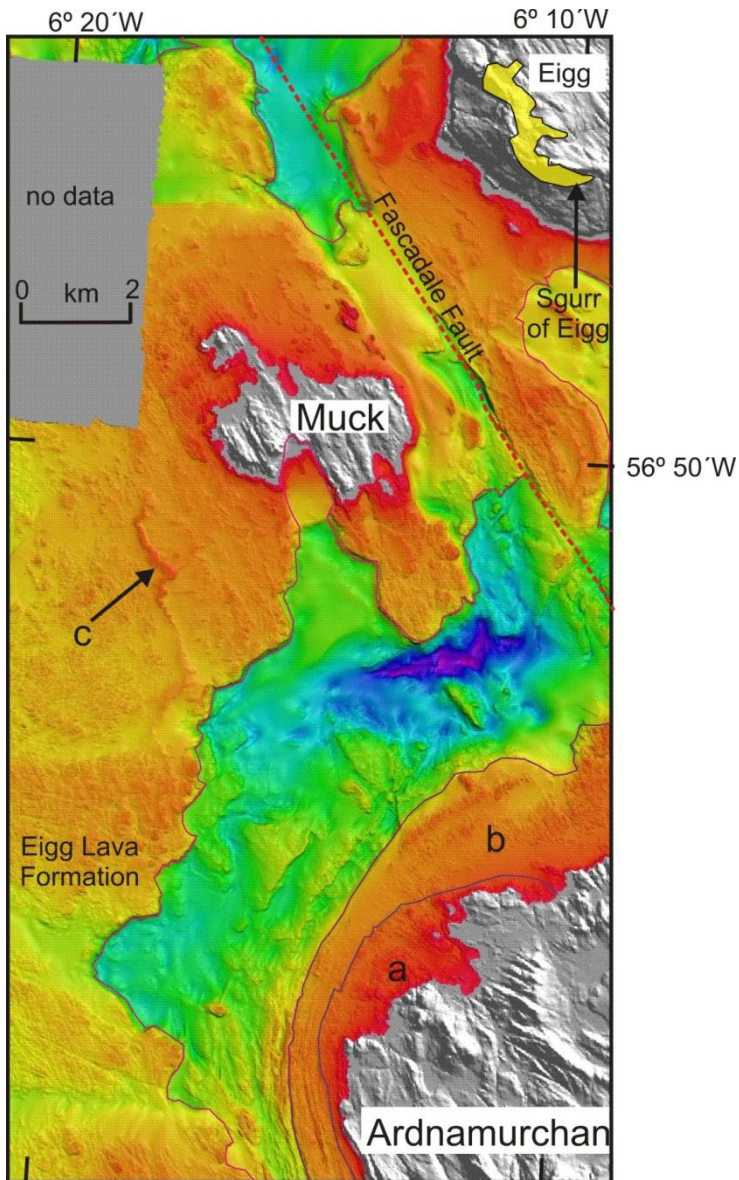 6º 20´W
6º 10´W
Eigg
no data
0 km 2
Fascadale Fault
Sgurr
of Eigg
Muck
56º 50´W
c
Eigg Lava
Formation
b
a
Ardnamurchan